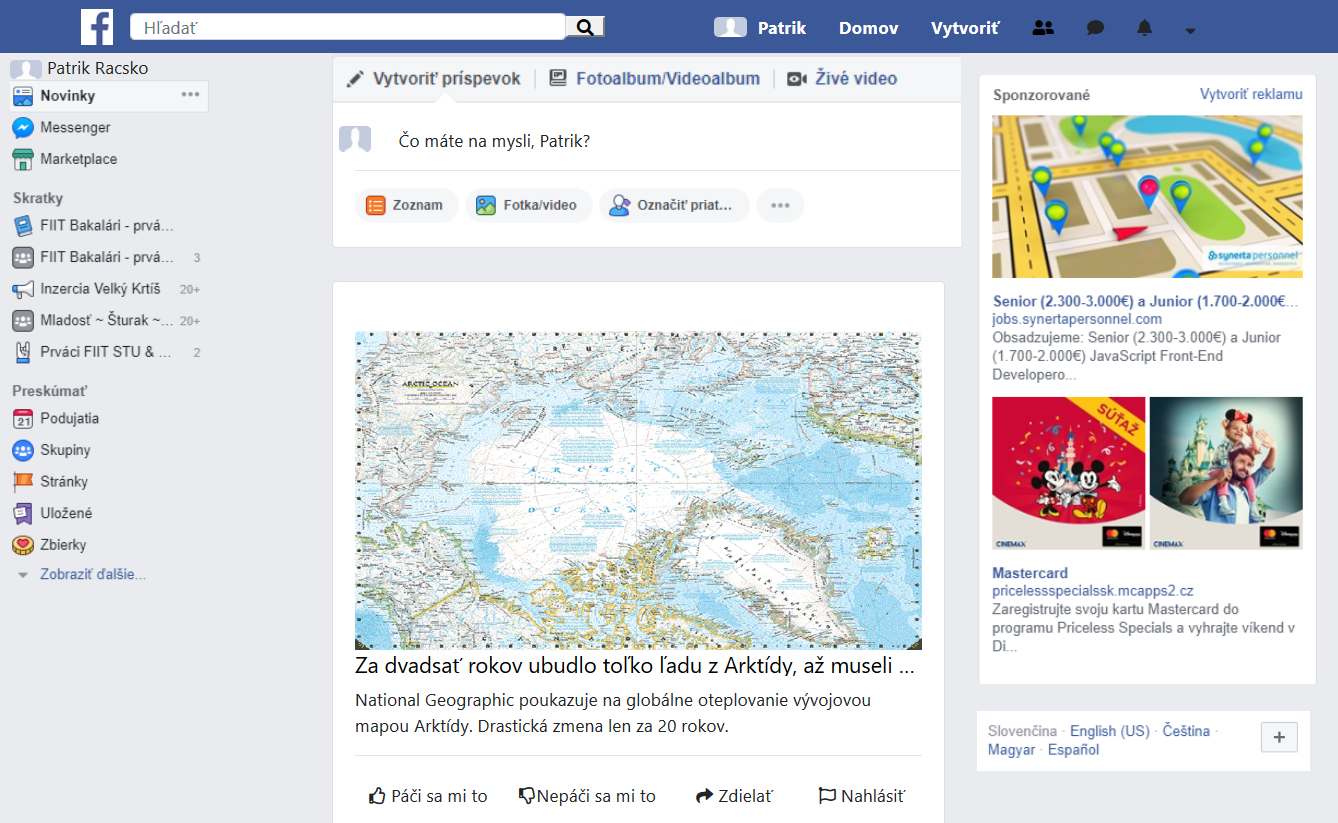 Hľadať
Patrik
Domov
Vytvoriť
Patrik Racsko
Novinky
Messenger
Marketplace
Skratky
FIIT Bakalári - prvá...
FIIT Bakalári - prvá... 3
Inzercia Velký Krtíš 20+
Mladosť ~ Šturak ~... 20+
Prváci FIIT STU & ... 2
Preskúmať
21 Podujatia
Skupiny
Stránky
Uložené
Zbierky
Zobraziť ďalšie...
Vytvoriť príspevok
Fotoalbum/Videoalbum
Živé video
Čo máte na mysli, Patrik?
Zoznam
Fotka/video
Označiť priat...
ARCTIC OCEAN
ARCTIC
OCEAN
CANADA
Za dvadsať rokov ubudlo toľko ľadu z Arktídy, až museli ...
National Geographic poukazuje na globálne oteplovanie vývojovou
mapou Arktídy. Drastická zmena len za 20 rokov.
Páči sa mi to
Nepáči sa mi to
Zdielať
Nahlásiť
Sponzorované
Vytvoriť reklamu
synertapersonnel
Senior (2.300-3.000€) a Junior (1.700-2.000€...
jobs.synertapersonnel.com
Obsadzujeme: Senior (2.300-3.000€) a Junior
(1.700-2.000€) JavaScript Front-End
Developero...
SÚŤAŽ
CINEMAX
CINEMAX
Mastercard
pricelessspecialssk.mcapps2.cz
Zaregistrujte svoju kartu Mastercard do
programu Priceless Specials a vyhrajte víkend v
Di...
Slovenčina · English (US) · Čeština ·
Magyar · Español